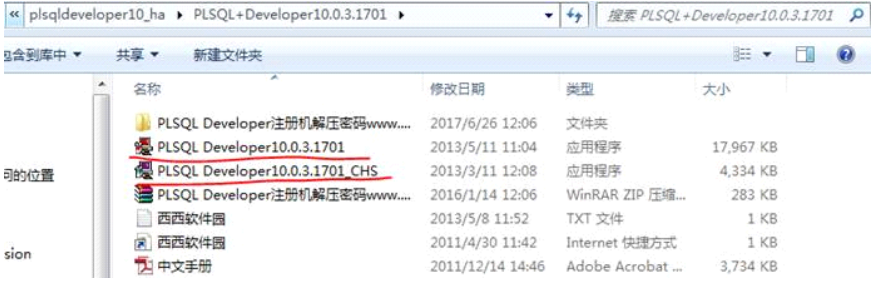 « plsqldeveloper10_ha ▸ PLSQL+Developer10.0.3.1701 ▸ 搜索 PLSQL+Developer10.0.3.1701
包含到库中 ▼ 共享 ▼ 新建文件夹
名称 修改日期 类型 大小
PLSQL Developer注册机解压密码www.... 2017/6/26 12:06 文件夹
PLSQL Developer10.0.3.1701 2013/5/11 11:04 应用程序 17,967 KB
PLSQL Developer10.0.3.1701_CHS 2013/3/11 12:08 应用程序 4,334 KB
问的位置
PLSQL Developer注册机解压密码www.... 2016/1/14 12:06 WinRAR ZIP 压缩... 283 KB
西西软件园 2013/5/8 11:52 TXT 文件 1 KB
西西软件园 2011/4/30 11:42 Internet 快捷方式 1 KB
sion
中文手册 2011/12/14 14:46 Adobe Acrobat ... 3,734 KB